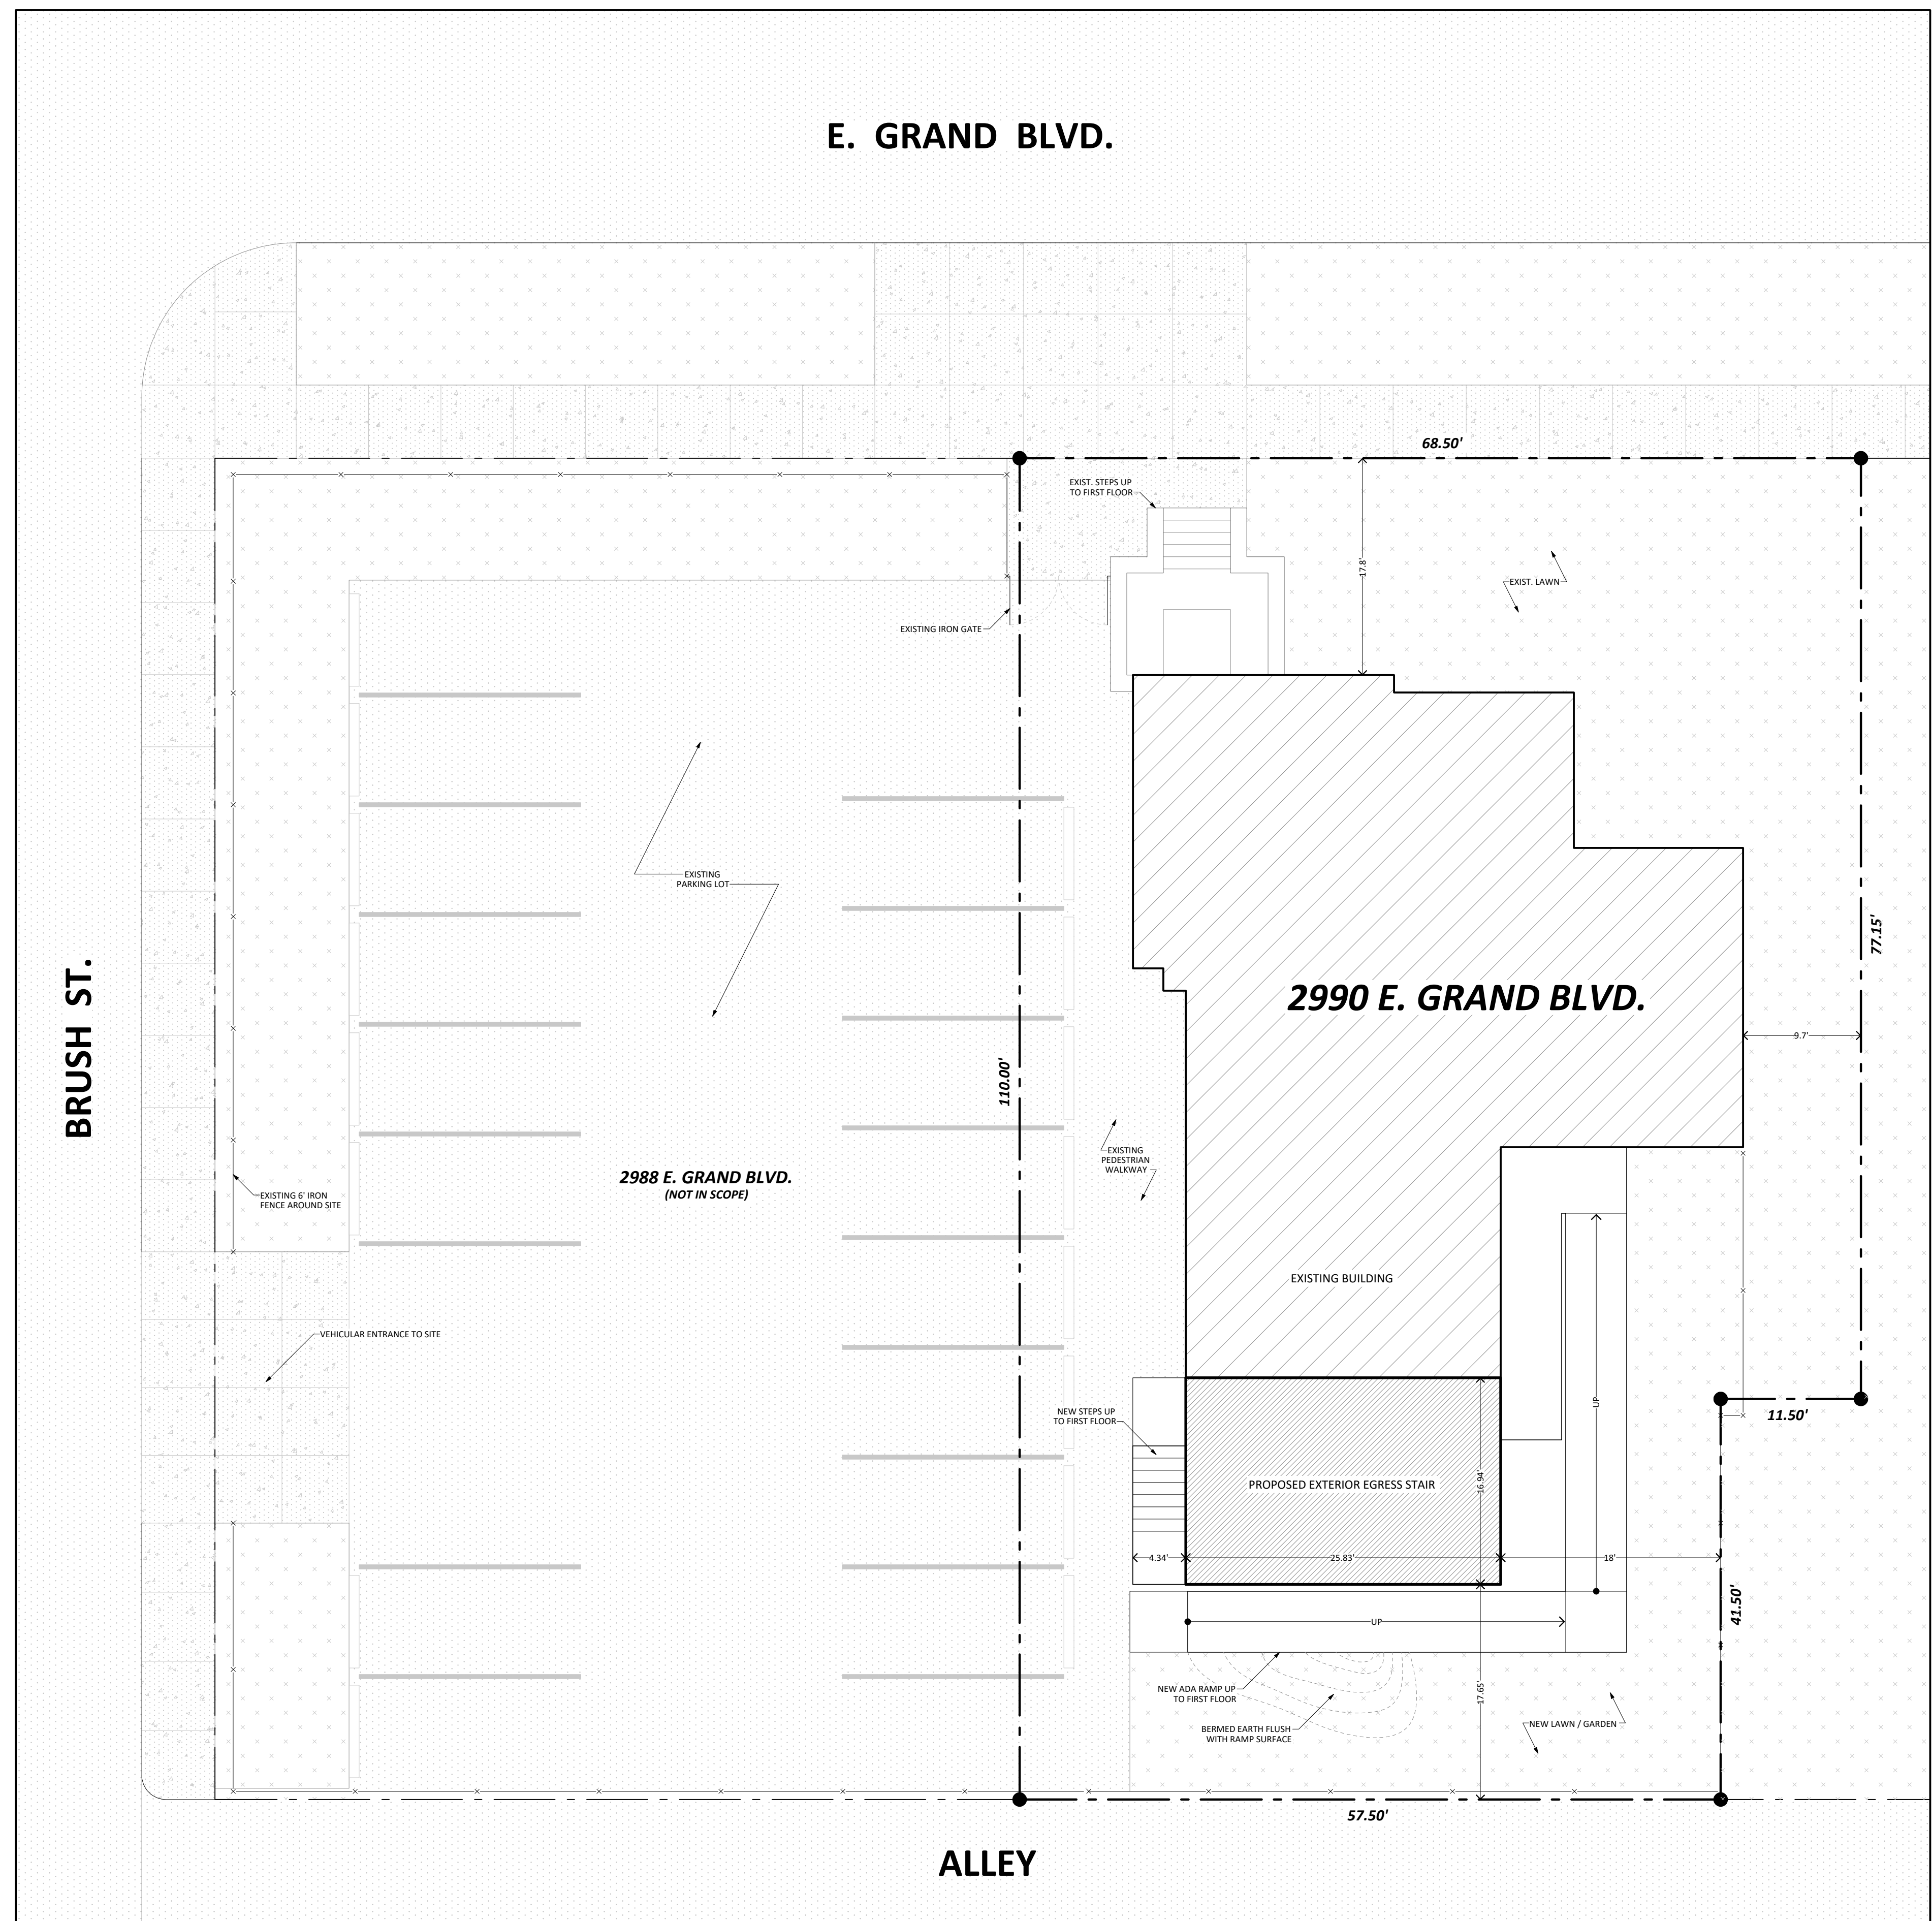 E. GRAND BLVD.
68.50'
EXIST. STEPS UP
TO FIRST FLOOR
17.8'
EXIST. LAWN
EXISTING IRON GATE
EXISTING
PARKING LOT
77.15'
BRUSH ST.
2990 E. GRAND BLVD.
9.7'
110.00'
EXISTING
PEDESTRIAN
WALKWAY
2988 E. GRAND BLVD.
(NOT IN SCOPE)
EXISTING 6' IRON
FENCE AROUND SITE
EXISTING BUILDING
VEHICULAR ENTRANCE TO SITE
UP
NEW STEPS UP
TO FIRST FLOOR
11.50'
PROPOSED EXTERIOR EGRESS STAIR
16.94'
4.34'
25.83'
18'
41.50'
UP
NEW ADA RAMP UP
TO FIRST FLOOR
17.65'
BERMED EARTH FLUSH
WITH RAMP SURFACE
NEW LAWN / GARDEN
57.50'
ALLEY